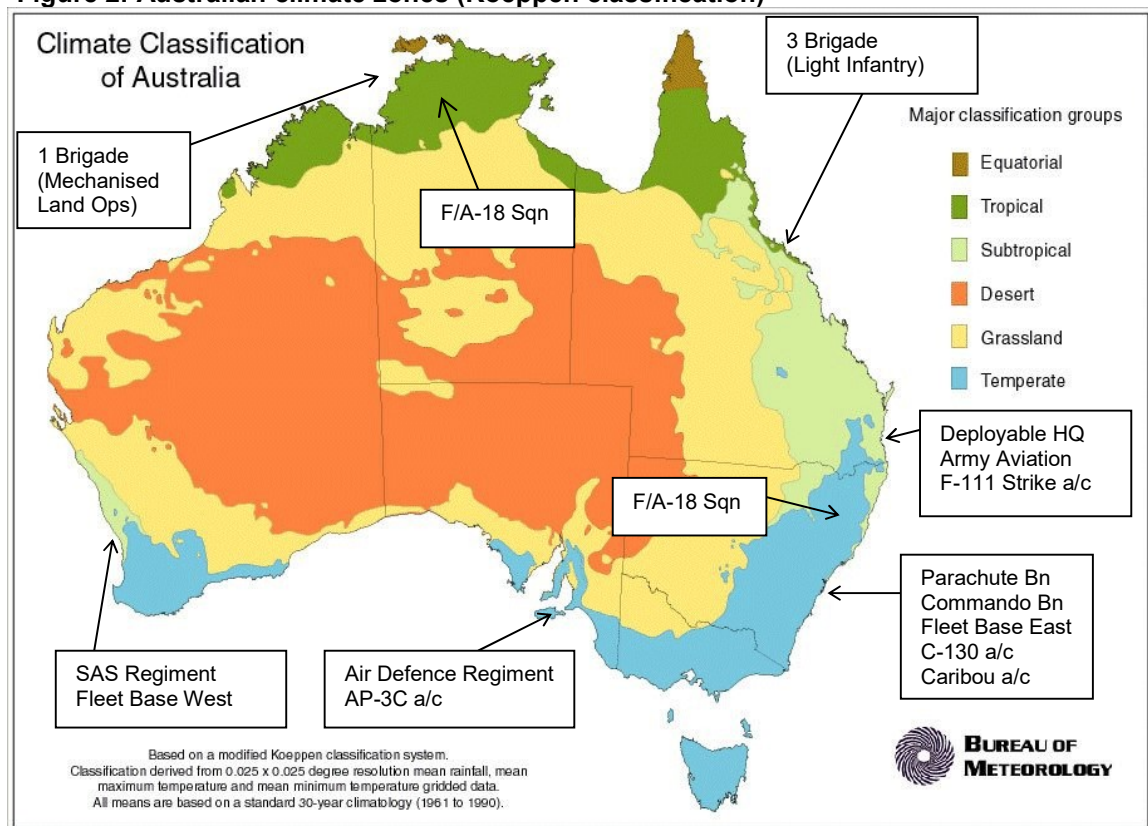 Figure 2: Australian climate zones (Koeppen classification)
Climate Classification
of Australia
3 Brigade
(Light Infantry)
1 Brigade
(Mechanised
Land Ops)
F/A-18 Sqn
Major classification groups
Equatorial
Tropical
Subtropical
Desert
Grassland
Temperate
Deployable HQ
Army Aviation
F-111 Strike a/c
F/A-18 Sqn
Parachute Bn
Commando Bn
Fleet Base East
C-130 a/c
Caribou a/c
SAS Regiment
Fleet Base West
Air Defence Regiment
AP-3C a/c
Based on a modified Koeppen classification system.
Classification derived from 0.025 x 0.025 degree resolution mean rainfall, mean
maximum temperature and mean minimum temperature gridded data.
All means are based on a standard 30-year climatology (1961 to 1990).
BUREAU OF
METEOROLOGY